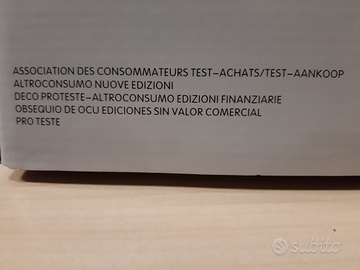 ASSOCIATION DES CONSOMMATEURS TEST-ACHATS/TEST-AANKOOP
ALTROCONSUMO NUOVE EDIZIONI
DECO PROTESTE-ALTROCONSUMO EDIZIONI FINANZIARIE
OBSEQUIO DE OCU EDICIONES SIN VALOR COMERCIAL
PRO TESTE
subito